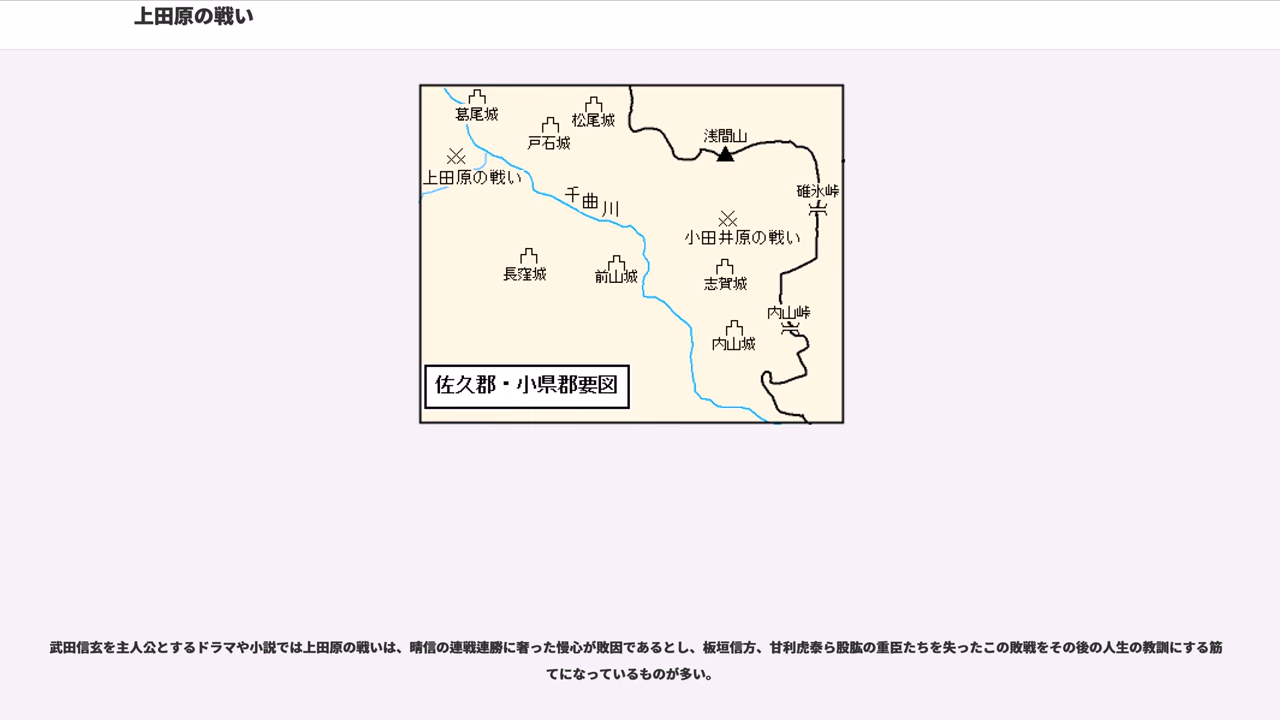 上田原の戦い
葛尾城
松尾城
戸石城
浅間山
上田原の戦い
碓氷峠
千曲川
小田井原の戦い
長窪城
前山城
志賀城
内山峠
内山城
佐久郡・小県郡要図
武田信玄を主人公とするドラマや小説では上田原の戦いは、晴信の連戦連勝に奢った慢心が敗因であるとし、板垣信方、甘利虎泰ら股肱の重臣たちを失ったこの敗戦をその後の人生の教訓にする筋
てになっているものが多い。